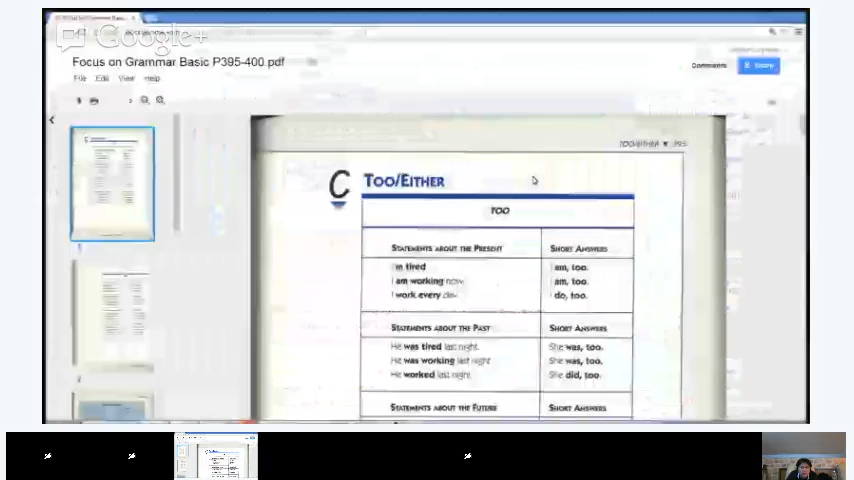 Google+
Focus on Grammar Basic P395-400.pdf
File Edit View Help
Comments
Share
TOO/EITHER 395
C TOO/EITHER
TOO
STATEMENTS ABOUT THE PRESENT SHORT ANSWERS
I'm tired I am, too.
I am working now. I am, too.
I work every day. I do, too.
STATEMENTS ABOUT THE PAST SHORT ANSWERS
He was tired last night. She was, too.
He was working last night She was, too.
He worked last night. She did, too.
STATEMENTS ABOUT THE FUTURE SHORT ANSWERS